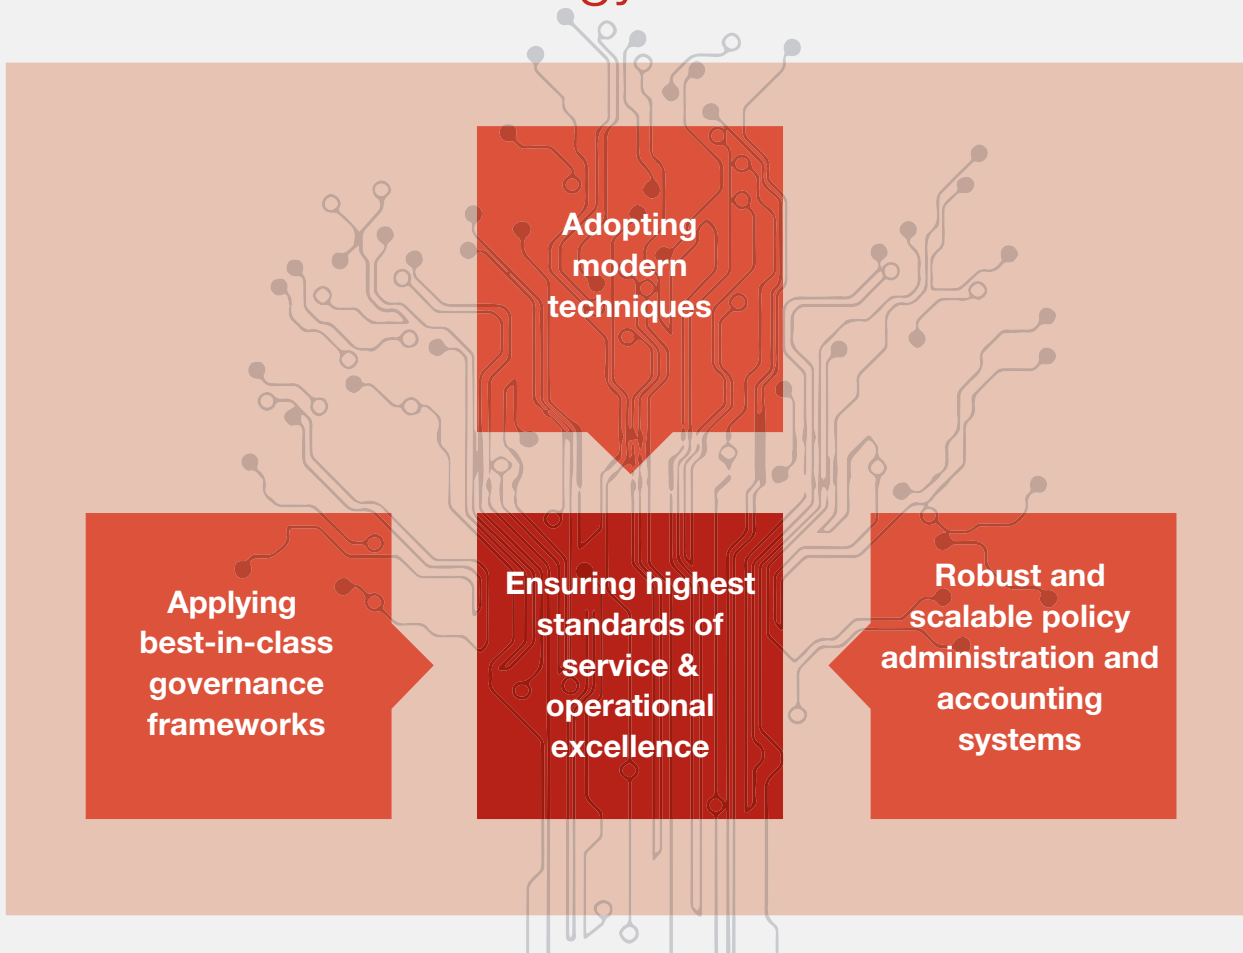 Adopting
modern
techniques
Applying
best-in-class
governance
frameworks
Ensuring highest
standards of
service &
operational
excellence
Robust and
scalable policy
administration and
accounting
systems